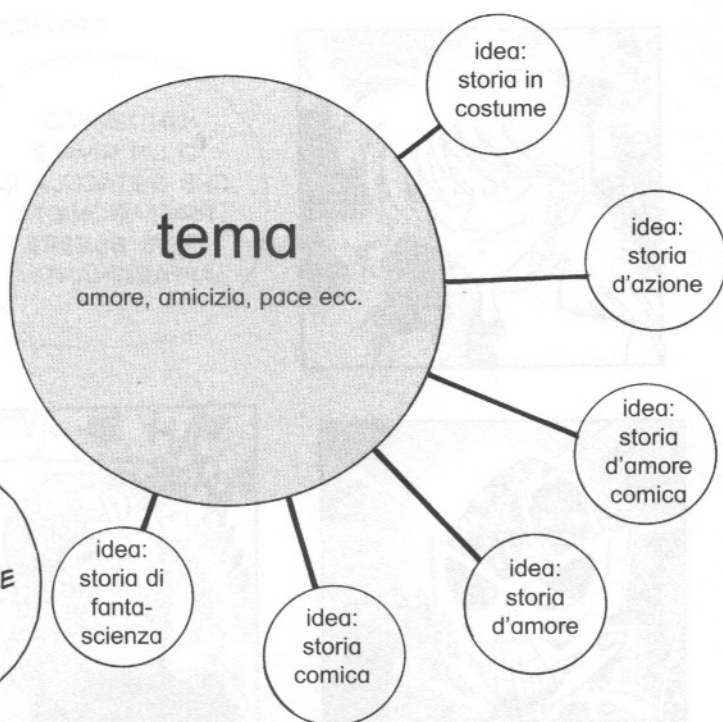 idea:
storia in
costume
tema
amore, amicizia, pace ecc.
idea:
storia
d'azione
idea:
storia
d'amore
comica
idea:
storia
d'amore
idea:
storia
comica
idea:
storia di
fanta-
scienza